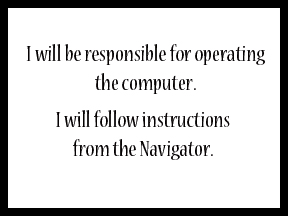 I will be responsible for operating
the computer.
I will follow instructions
from the Navigator.